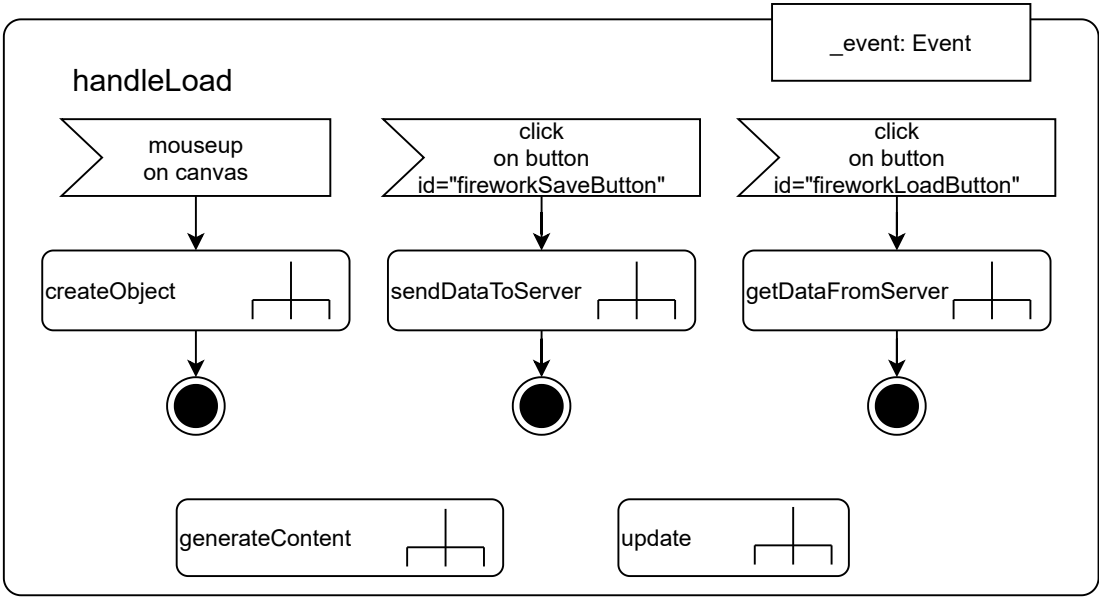 _event: Event
handleLoad
mouseup
on canvas
click
on button
id="fireworkSaveButton"
click
on button
id="fireworkLoadButton"
createObject
sendDataToServer
getDataFromServer
generateContent
update